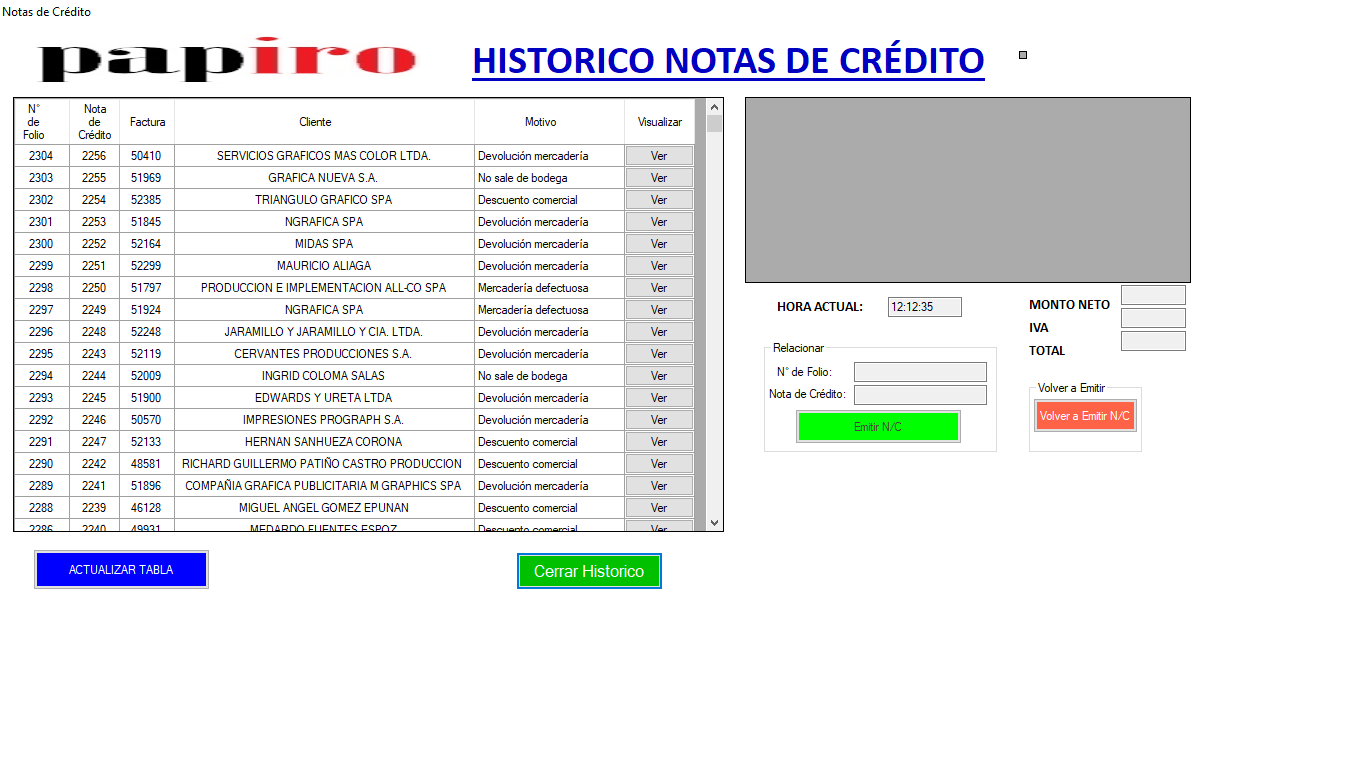 Notas de Crédito
papiro
HISTORICO NOTAS DE CRÉDITO
N° de Folio Nota de Crédito Factura Cliente Motivo Visualizar
2304 2256 50410 SERVICIOS GRAFICOS MAS COLOR LTDA. Devolución mercadería Ver
2303 2255 51969 GRAFICA NUEVA S.A. No sale de bodega Ver
2302 2254 52385 TRIANGULO GRAFICO SPA Descuento comercial Ver
2301 2253 51845 NGRAFICA SPA Devolución mercadería Ver
2300 2252 52164 MIDAS SPA Devolución mercadería Ver
2299 2251 52299 MAURICIO ALIAGA Devolución mercadería Ver
2298 2250 51797 PRODUCCION E IMPLEMENTACION ALL-CO SPA Mercadería defectuosa Ver
2297 2249 51924 NGRAFICA SPA Mercadería defectuosa Ver
2296 2248 52248 JARAMILLO Y JARAMILLO Y CIA. LTDA. Devolución mercadería Ver
2295 2243 52119 CERVANTES PRODUCCIONES S.A. Devolución mercadería Ver
2294 2244 52009 INGRID COLOMA SALAS No sale de bodega Ver
2293 2245 51900 EDWARDS Y URETA LTDA Devolución mercadería Ver
2292 2246 50570 IMPRESIONES PROGRAPH S.A. Devolución mercadería Ver
2291 2247 52133 HERNAN SANHUEZA CORONA Descuento comercial Ver
2290 2242 48581 RICHARD GUILLERMO PATIÑO CASTRO PRODUCCION Descuento comercial Ver
2289 2241 51896 COMPAÑIA GRAFICA PUBLICITARIA M GRAPHICS SPA Devolución mercadería Ver
2288 2239 46128 MIGUEL ANGEL GOMEZ EPUNAN Descuento comercial Ver
2286 2240 49931 MEDARDO FUENTES ESPOZ Descuento comercial Ver
ACTUALIZAR TABLA
Cerrar Historico
HORA ACTUAL: 12:12:35
MONTO NETO
IVA
TOTAL
Relacionar
N° de Folio:
Nota de Crédito:
Emitir N/C
Volver a Emitir
Volver a Emitir N/C